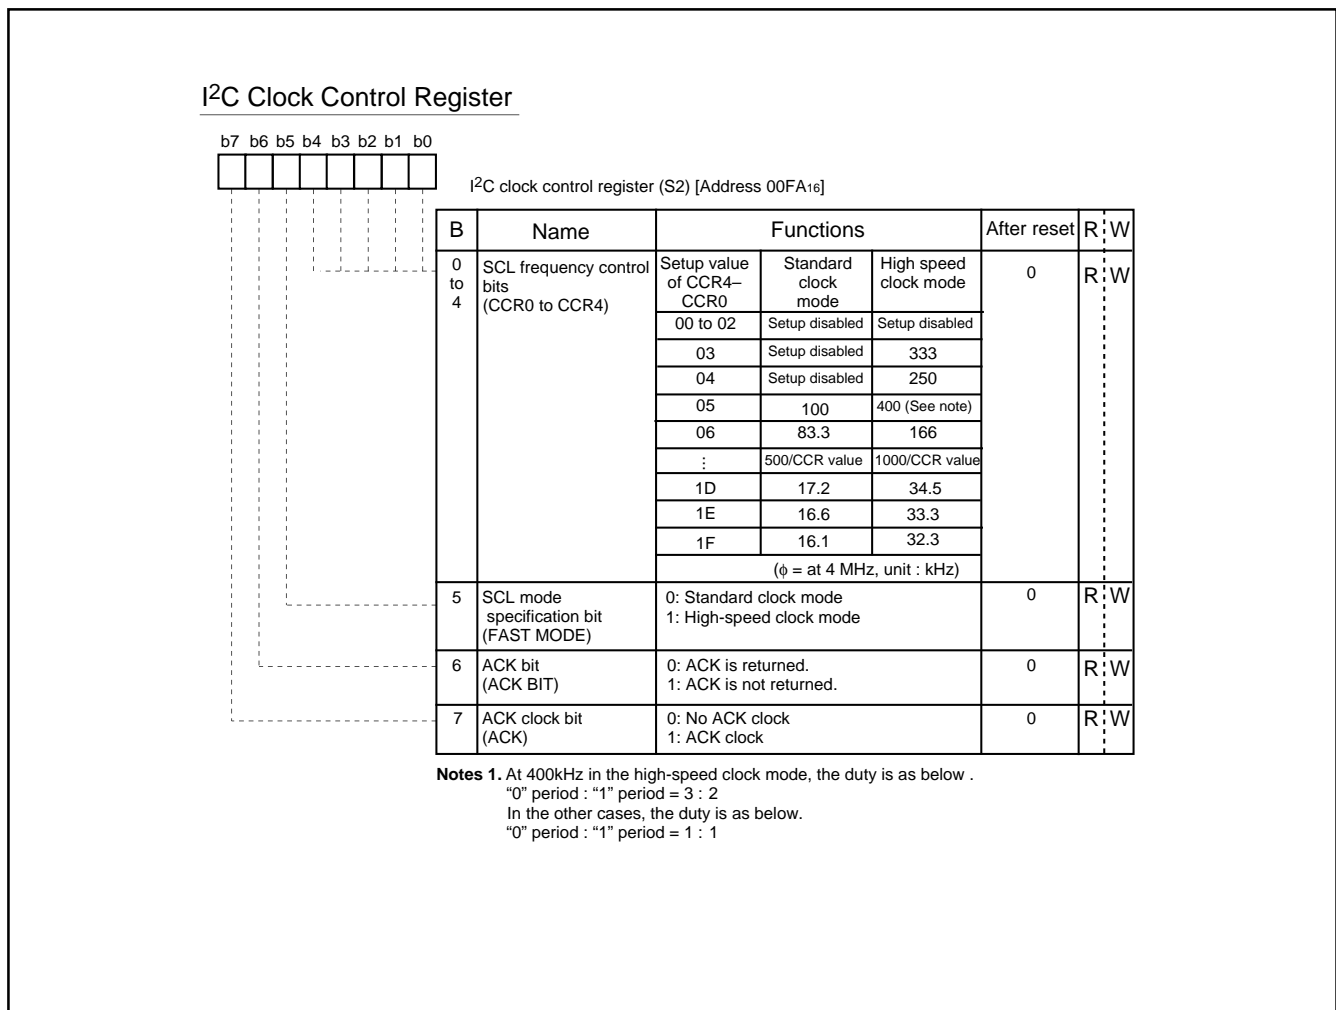 I2C Clock Control Register
b7 b6 b5 b4 b3 b2 b1 b0
I2C clock control register (S2) [Address 00FA16]
B Name Functions After reset R W
0 to 4
SCL frequency control bits (CCR0 to CCR4)
Setup value of CCR4–CCR0
Standard clock mode
High speed clock mode
0 R W
00 to 02 Setup disabled Setup disabled
03 Setup disabled 333
04 Setup disabled 250
05 100 400 (See note)
06 83.3 166
⋮ 500/CCR value 1000/CCR value
1D 17.2 34.5
1E 16.6 33.3
1F 16.1 32.3
(ϕ = at 4 MHz, unit : kHz)
5 SCL mode 0: Standard clock mode 0 R W
specification bit 1: High-speed clock mode
(FAST MODE)
6 ACK bit 0: ACK is returned. 0 R W
(ACK BIT) 1: ACK is not returned.
7 ACK clock bit 0: No ACK clock 0 R W
(ACK) 1: ACK clock
Notes 1. At 400kHz in the high-speed clock mode, the duty is as below .
“0” period : “1” period = 3 : 2
In the other cases, the duty is as below.
“0” period : “1” period = 1 : 1